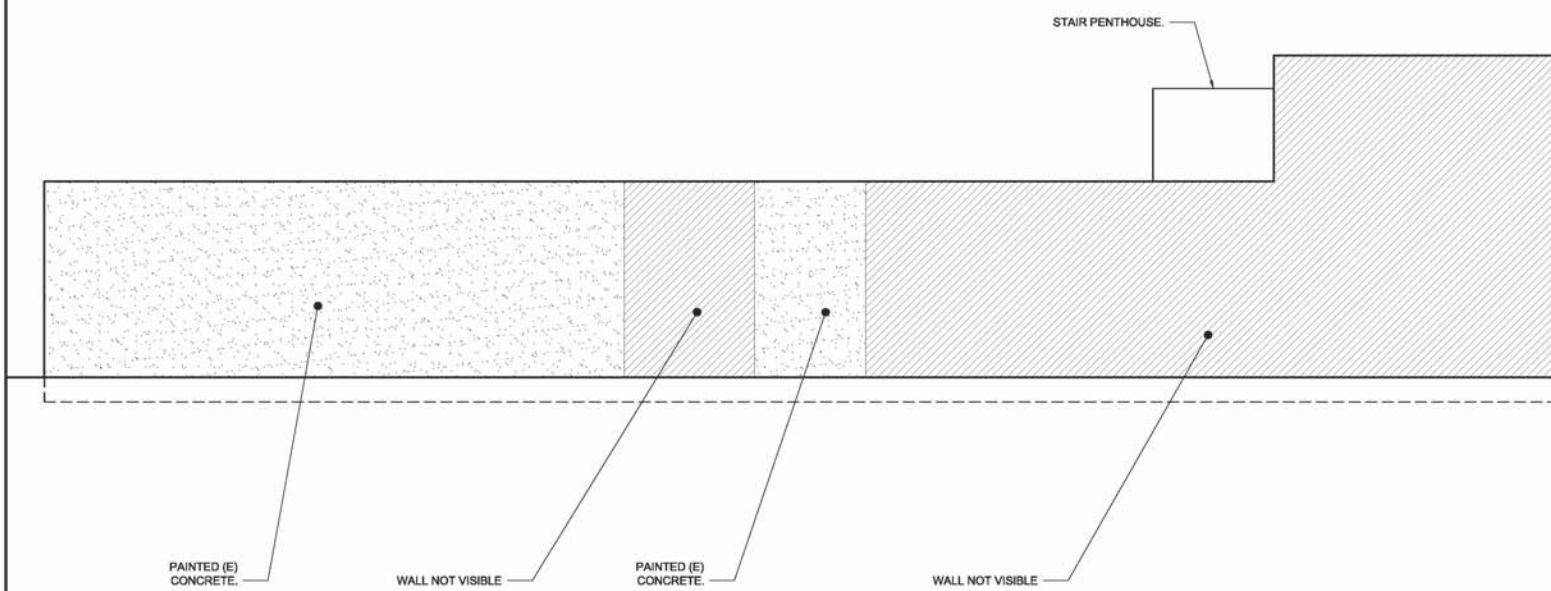 STAIR PENTHOUSE.
PAINTED (E)
CONCRETE.
WALL NOT VISIBLE
PAINTED (E)
CONCRETE.
WALL NOT VISIBLE